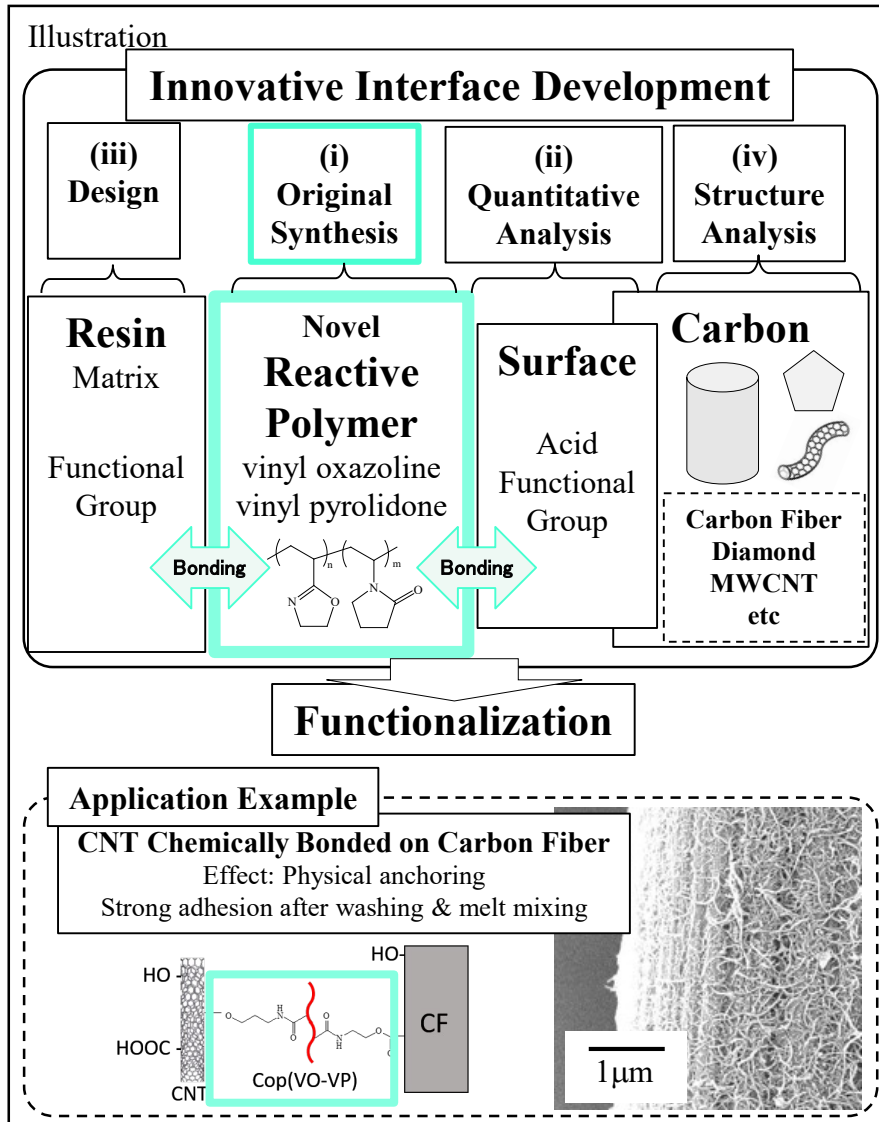 Illustration
Innovative Interface Development
(iii)
Design
(i)
Original
Synthesis
(ii)
Quantitative
Analysis
(iv)
Structure
Analysis
Resin
Matrix
Functional
Group
Novel
Reactive
Polymer
vinyl oxazoline
vinyl pyrolidone
Bonding
n
m
N
O
N
O
Bonding
Surface
Acid
Functional
Group
Carbon
Carbon Fiber
Diamond
MWCNT
etc
Functionalization
Application Example
CNT Chemically Bonded on Carbon Fiber
Effect: Physical anchoring
Strong adhesion after washing & melt mixing
HO
HOOC
CNT
O
H
N
O
O
N
H
O
O
Cop(VO-VP)
HO
CF
1μm